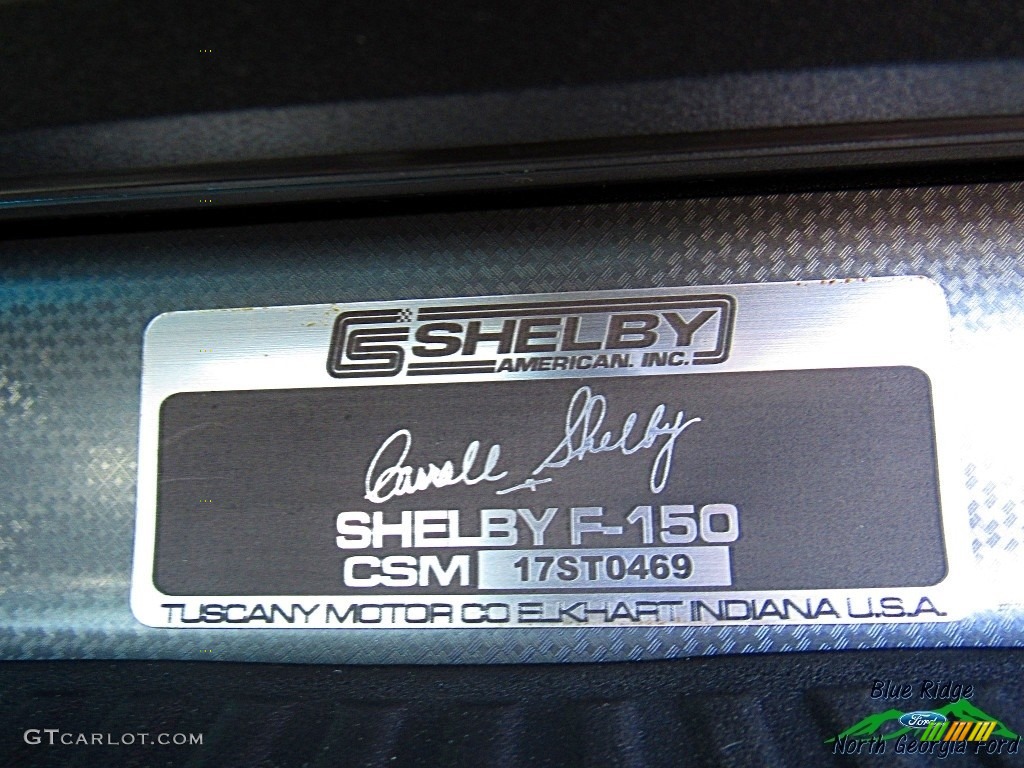 CS SHELBY
AMERICAN. INC.
Carroll Shelby
SHELBY F-150
CSM 17ST0469
TUSCANY MOTOR CO ELKHART INDIANA U.S.A.
Blue Ridge
Ford
North Georgia Ford
GTCARLOT.COM